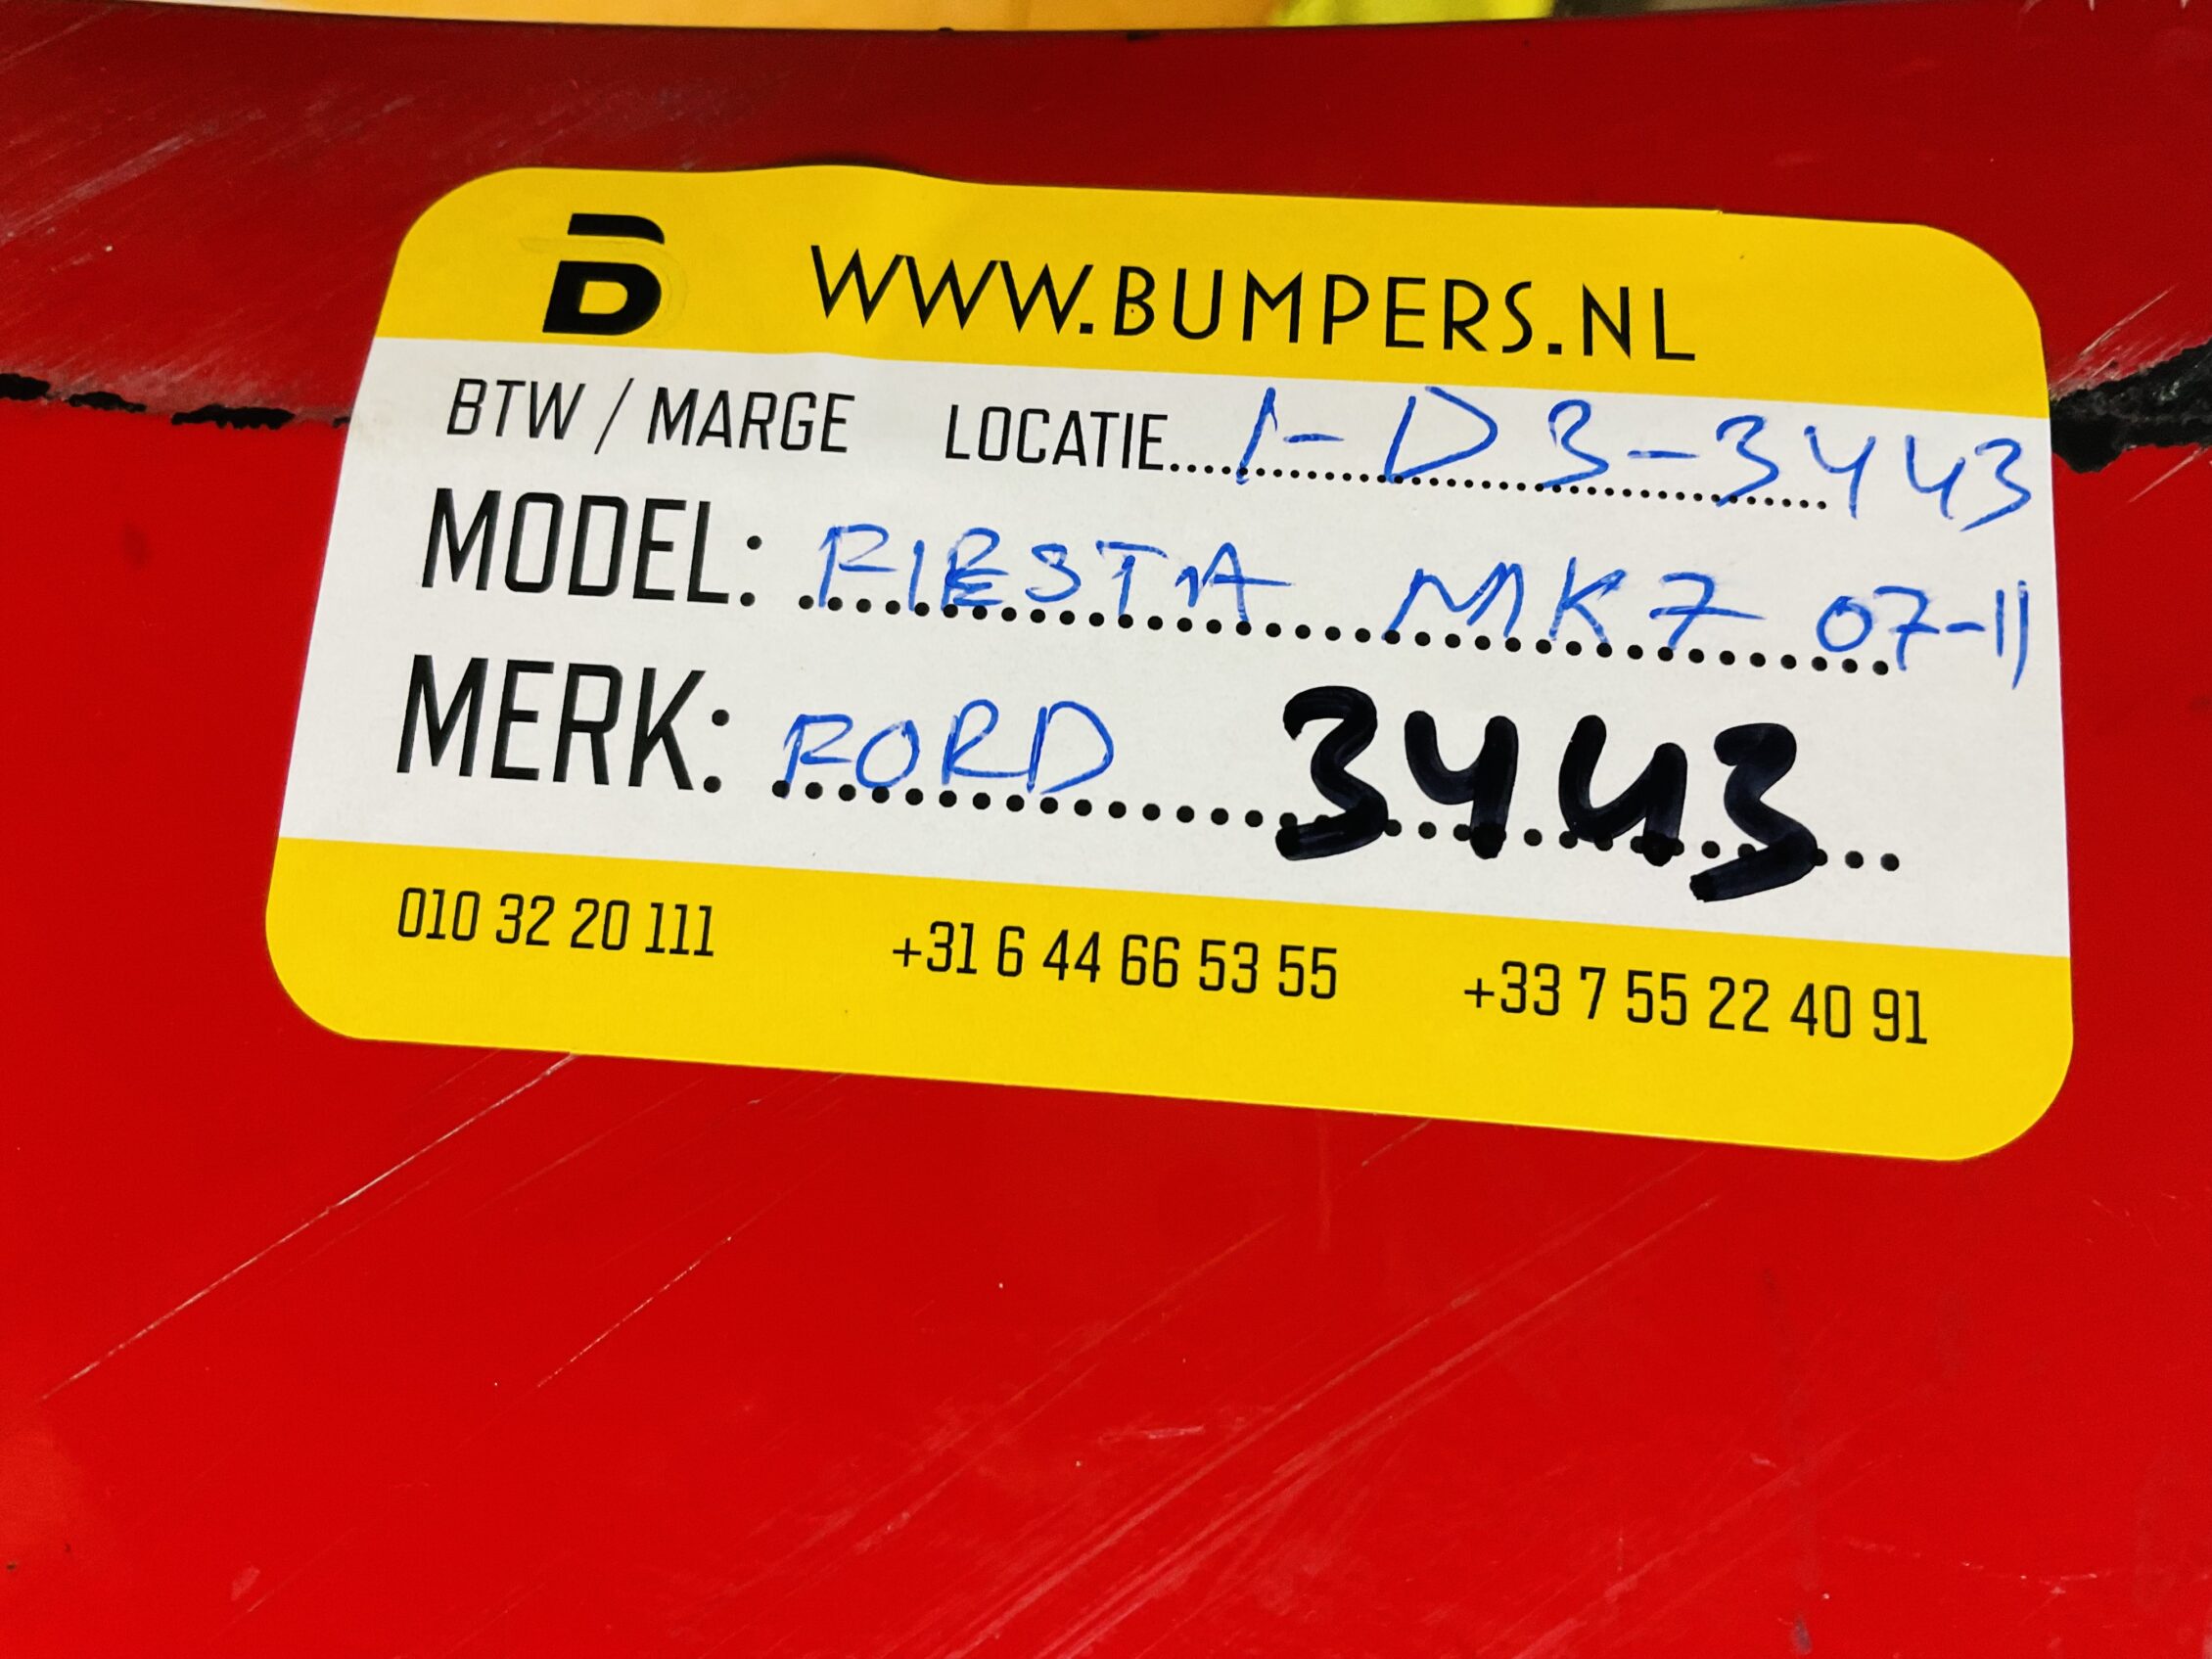 B WWW.BUMPERS.NL
BTW / MARGE LOCATIE.... 1-D3-3443
MODEL: FIESTA MK7 07-11
MERK: FORD 3443
010 32 20 111 +31 6 44 66 53 55 +33 7 55 22 40 91